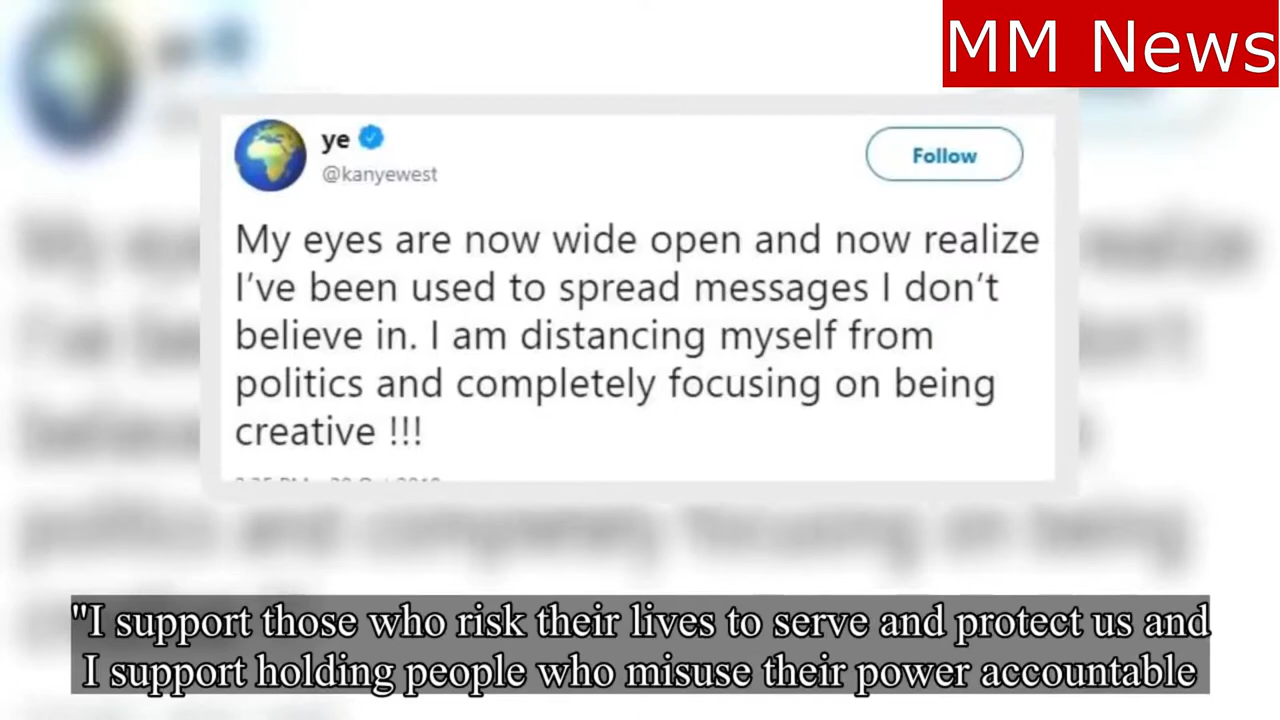 MM News
ye
@kanyewest
Follow
My eyes are now wide open and now realize
I've been used to spread messages I don't
believe in. I am distancing myself from
politics and completely focusing on being
creative !!!
"I support those who risk their lives to serve and protect us and
I support holding people who misuse their power accountable